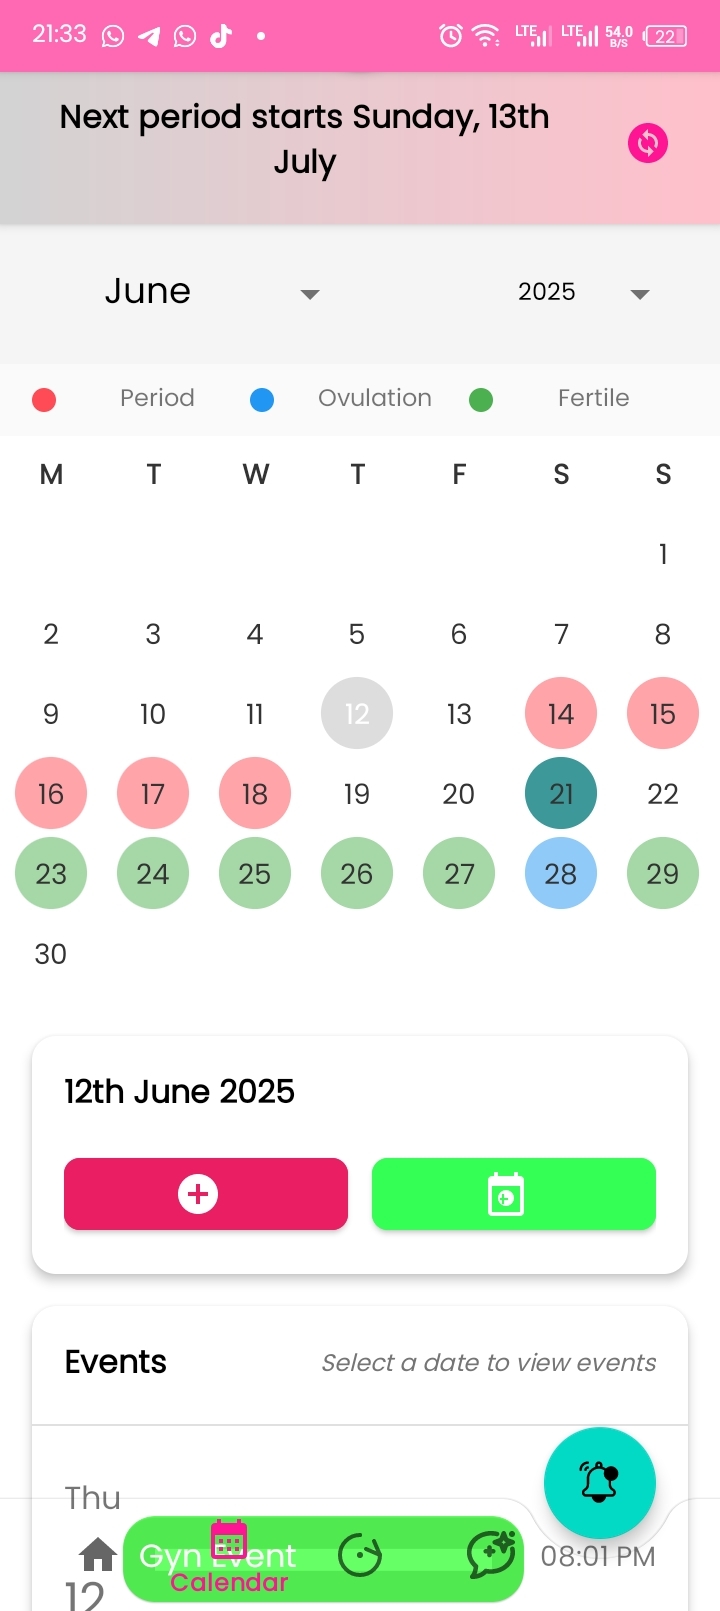 21:33 LTE LTE 54.0 B/S 22
Next period starts Sunday, 13th
July
June 2025
Period Ovulation Fertile
M T W T F S S
1
2 3 4 5 6 7 8
9 10 11 12 13 14 15
16 17 18 19 20 21 22
23 24 25 26 27 28 29
30
12th June 2025
Events Select a date to view events
Thu
Gyn Event 08:01 PM
Calendar
12